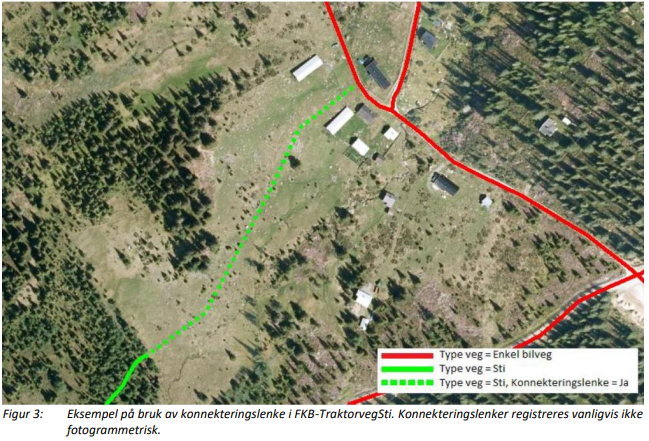 Type veg = Enkel bilveg
Type veg = Sti
Type veg = Sti, Konnekteringslenke = Ja
Figur 3: Eksempel på bruk av konnekteringslenke i FKB-TraktorvegSti. Konnekteringslenker registreres vanligvis ikke
fotogrammetrisk.